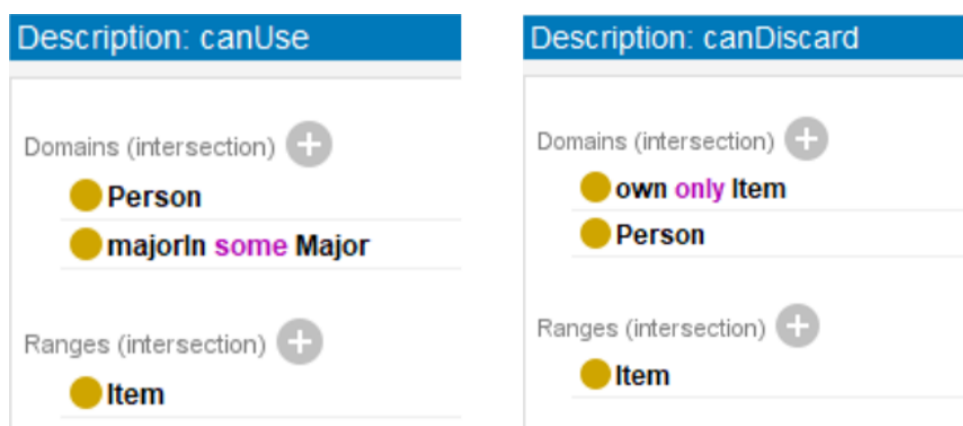 Description: canUse
Domains (intersection)
Person
majorIn some Major
Ranges (intersection)
Item
Description: canDiscard
Domains (intersection)
own only Item
Person
Ranges (intersection)
Item